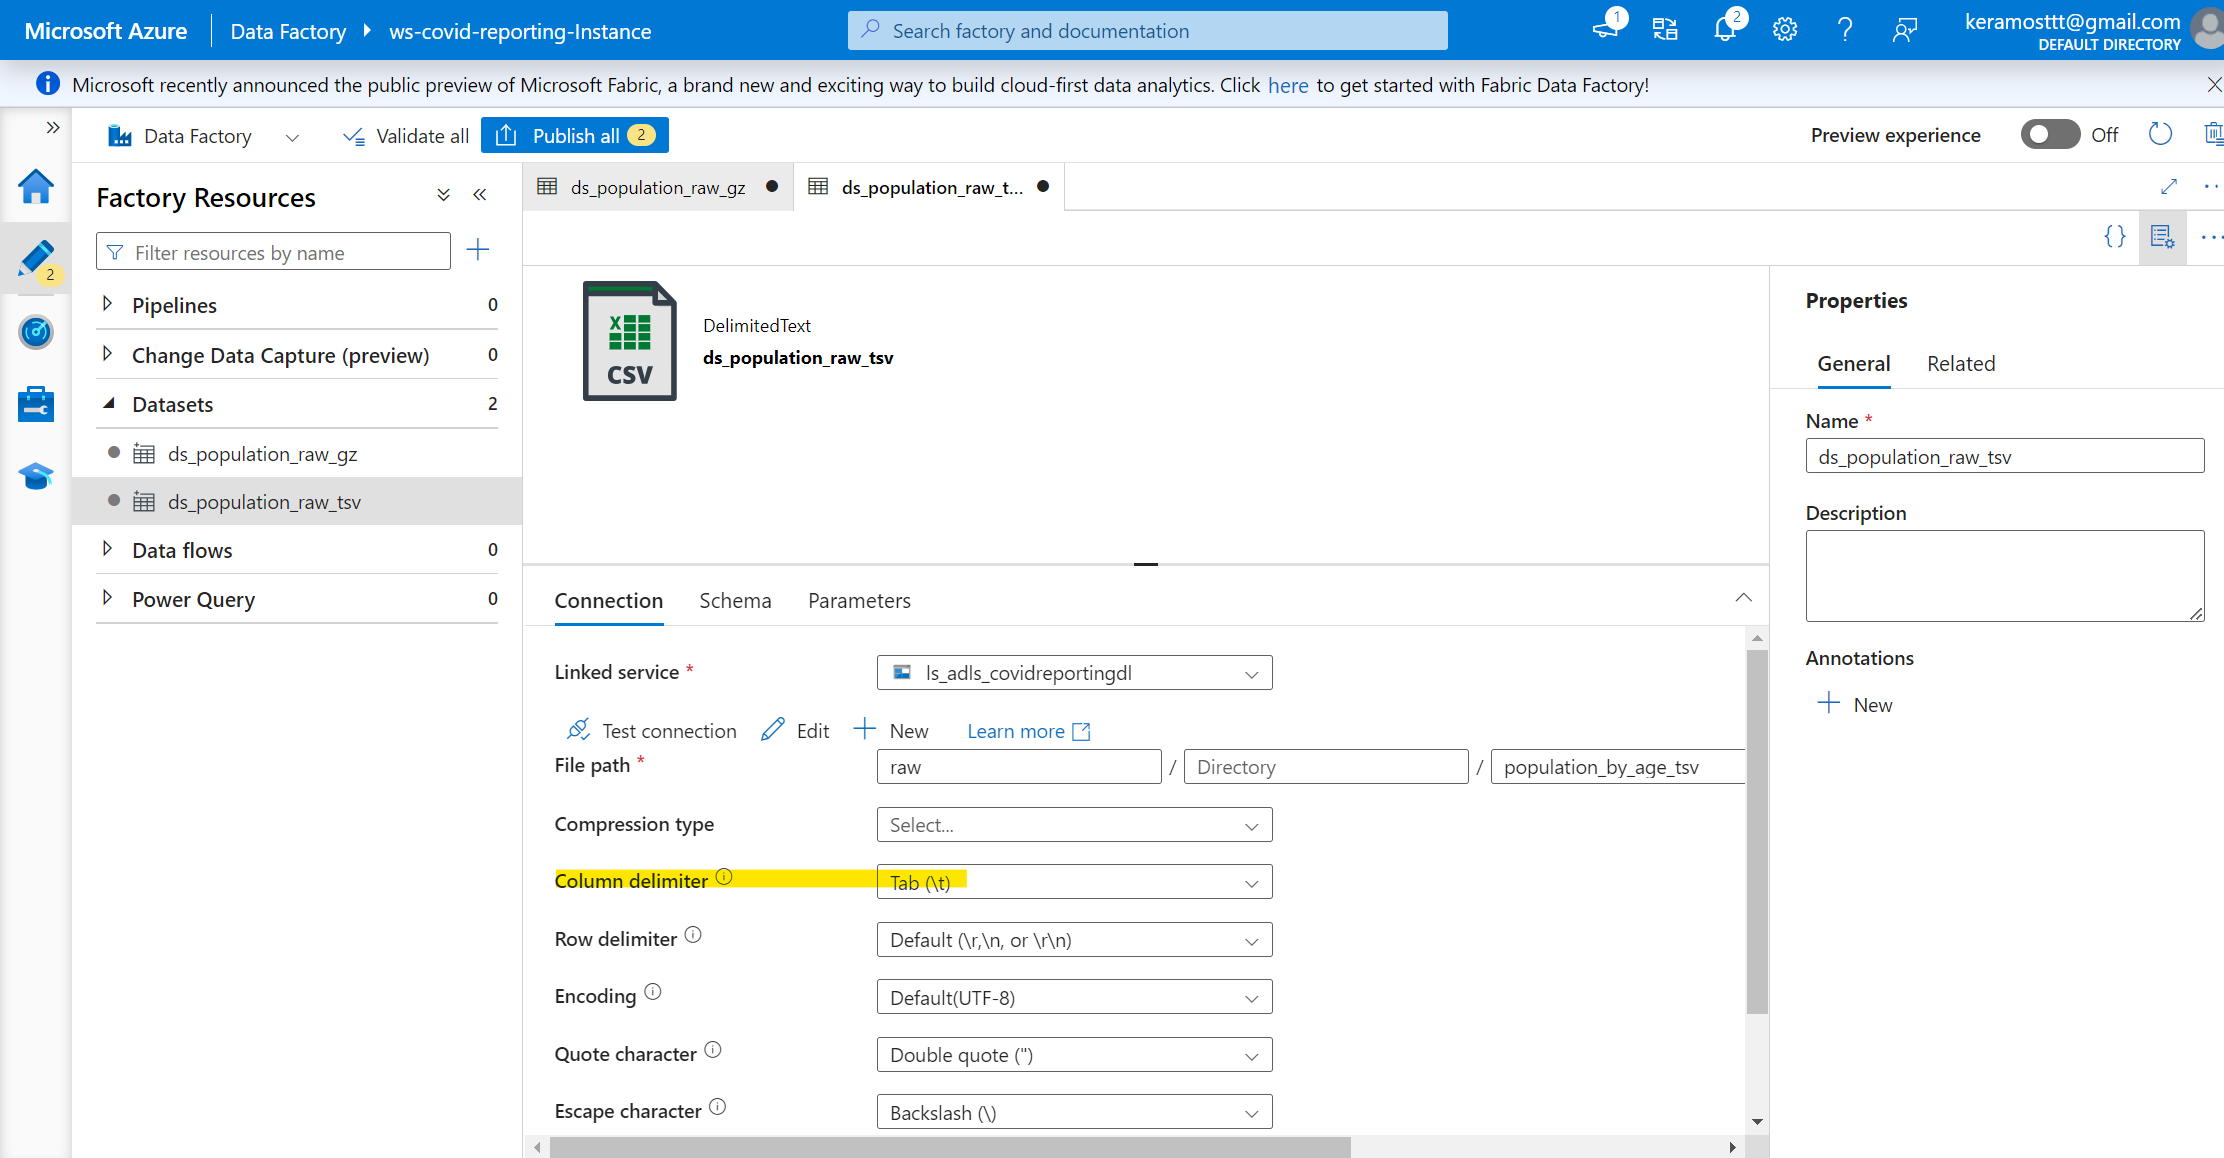 Microsoft Azure
Data Factory
ws-covid-reporting-Instance
Search factory and documentation
1
2
keramosttt@gmail.com
DEFAULT DIRECTORY
Microsoft recently announced the public preview of Microsoft Fabric, a brand new and exciting way to build cloud-first data analytics. Click here to get started with Fabric Data Factory!
Data Factory
Validate all
Publish all 2
Preview experience
Off
2
Factory Resources
Filter resources by name
Pipelines 0
Change Data Capture (preview) 0
Datasets 2
ds_population_raw_gz
ds_population_raw_tsv
Data flows 0
Power Query 0
ds_population_raw_gz
ds_population_raw_t...
{}
X
CSV
DelimitedText
ds_population_raw_tsv
Connection
Schema
Parameters
Linked service *
ls_adls_covidreportingdl
Test connection
Edit
New
Learn more
File path *
raw / Directory / population_by_age_tsv
Compression type
Select...
Column delimiter
Tab (\t)
Row delimiter
Default (\r,\n, or \r\n)
Encoding
Default(UTF-8)
Quote character
Double quote (")
Escape character
Backslash (\)
Properties
General
Related
Name *
ds_population_raw_tsv
Description
Annotations
New